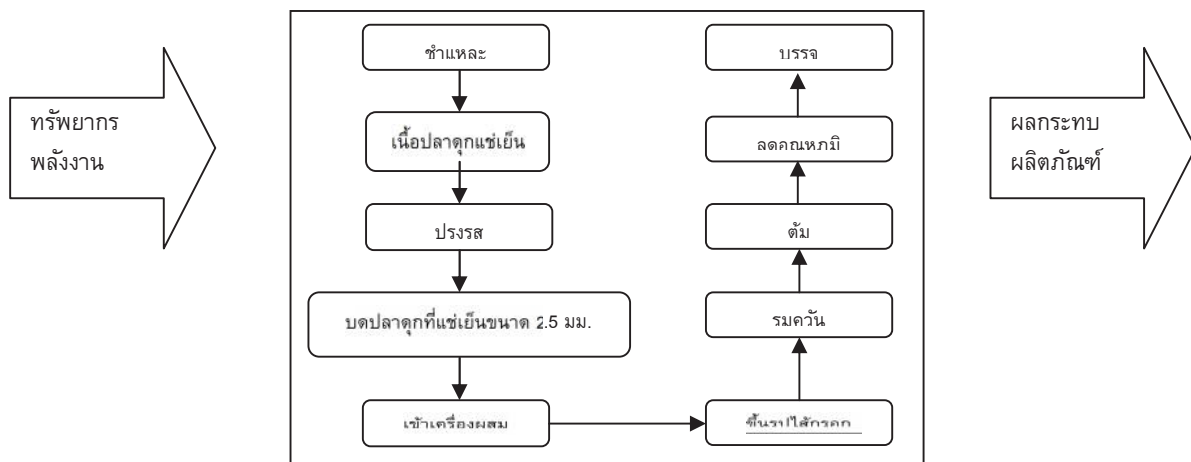 ทรัพยากร
พลังงาน
ชำแหละ
เนื้อปลาดุกแช่เย็น
ปรงรส
บดปลาดุกที่แช่เย็นขนาด 2.5 มม.
เข้าเครื่องผสม
ขึ้นรูปไส้กรอก
รมควัน
ต้ม
ลดอณหภมิ
บรรจ
ผลกระทบ
ผลิตภัณฑ์